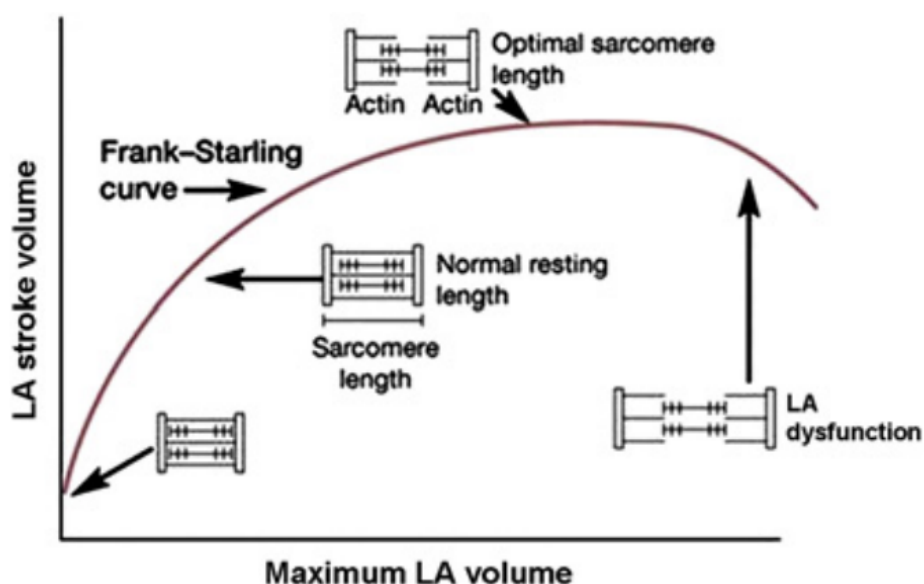 Optimal sarcomere
length
Actin Actin
Frank–Starling
curve
LA stroke volume
Normal resting
length
Sarcomere
length
LA
dysfunction
Maximum LA volume